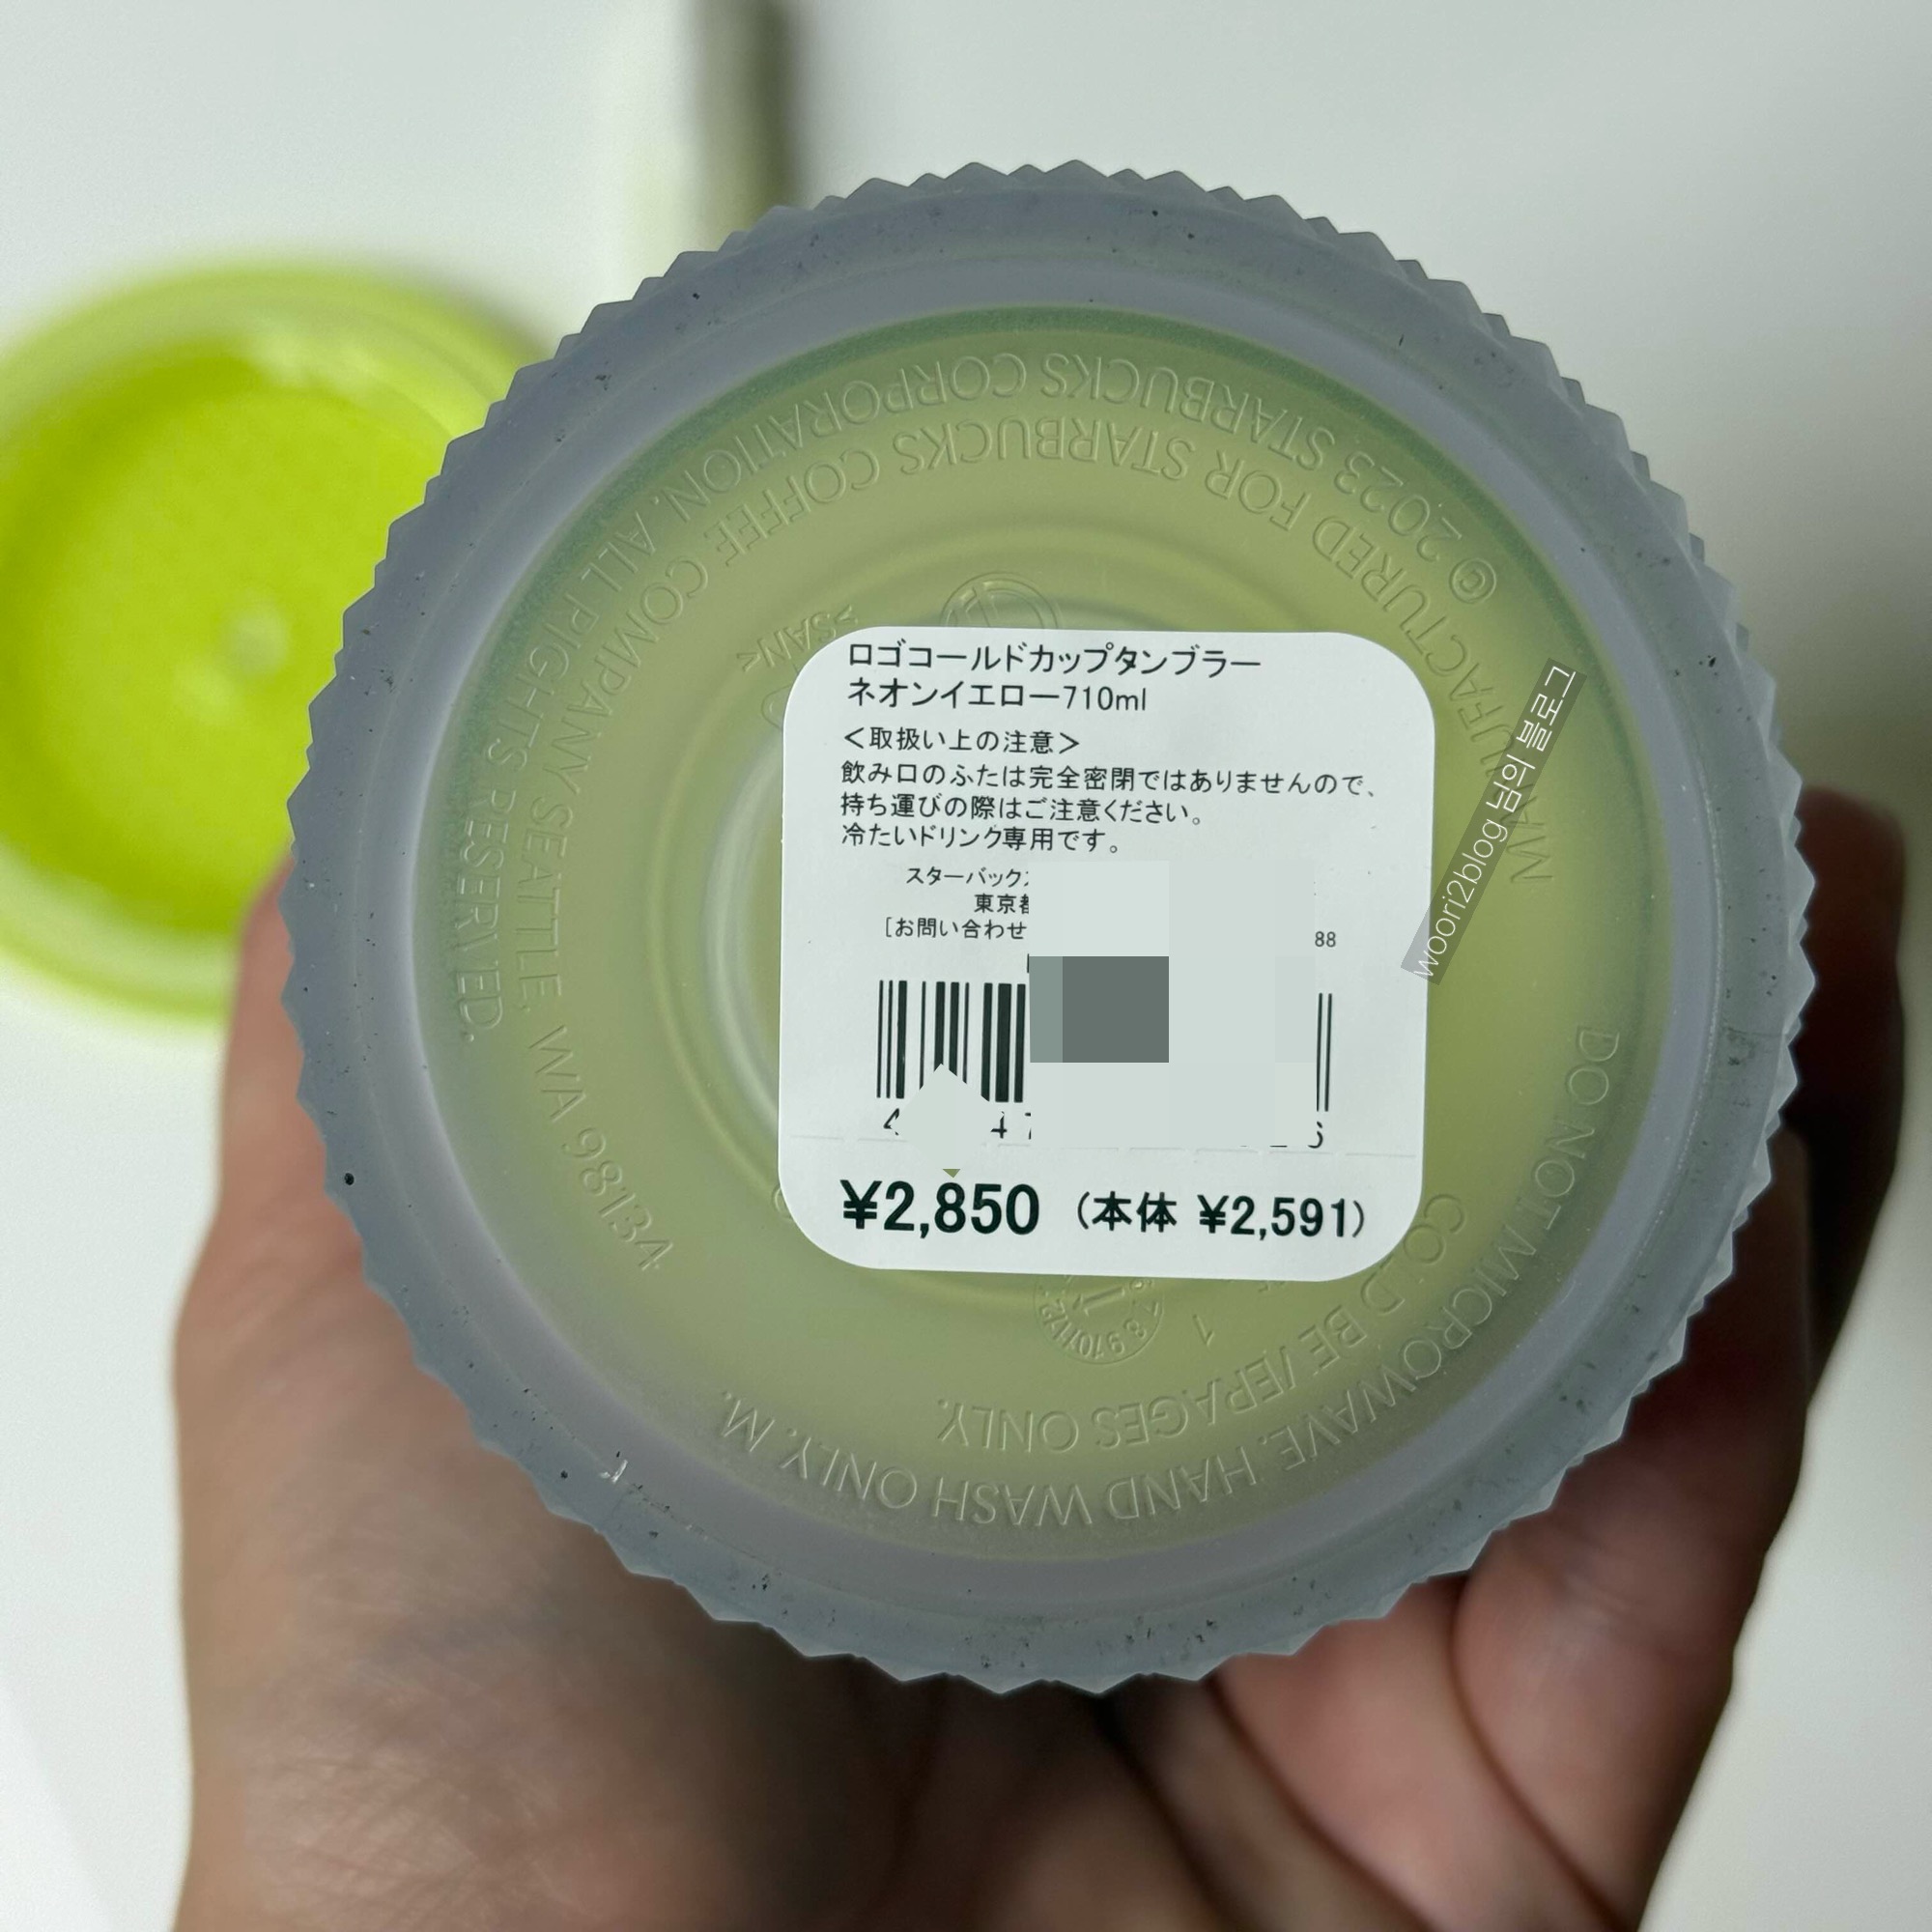 ロゴコールドカップタンブラー
ネオンイエロー710ml
＜取扱い上の注意＞
飲み口のふたは完全密閉ではありませんので、
持ち運びの際はご注意ください。
冷たいドリンク専用です。
スターバック
東京都
[お問い合わせ
88
¥2,850 (本体 ¥2,591)
© 2023 STARBUCKS CORPORATION. ALL RIGHTS RESERVED.
MANUFACTURED FOR STARBUCKS COFFEE COMPANY SEATTLE, WA 98134
DO NOT MICROWAVE. HAND WASH ONLY. M.
COLD BEVERAGES ONLY.
>SAN<
woori2blog 님의 블로그